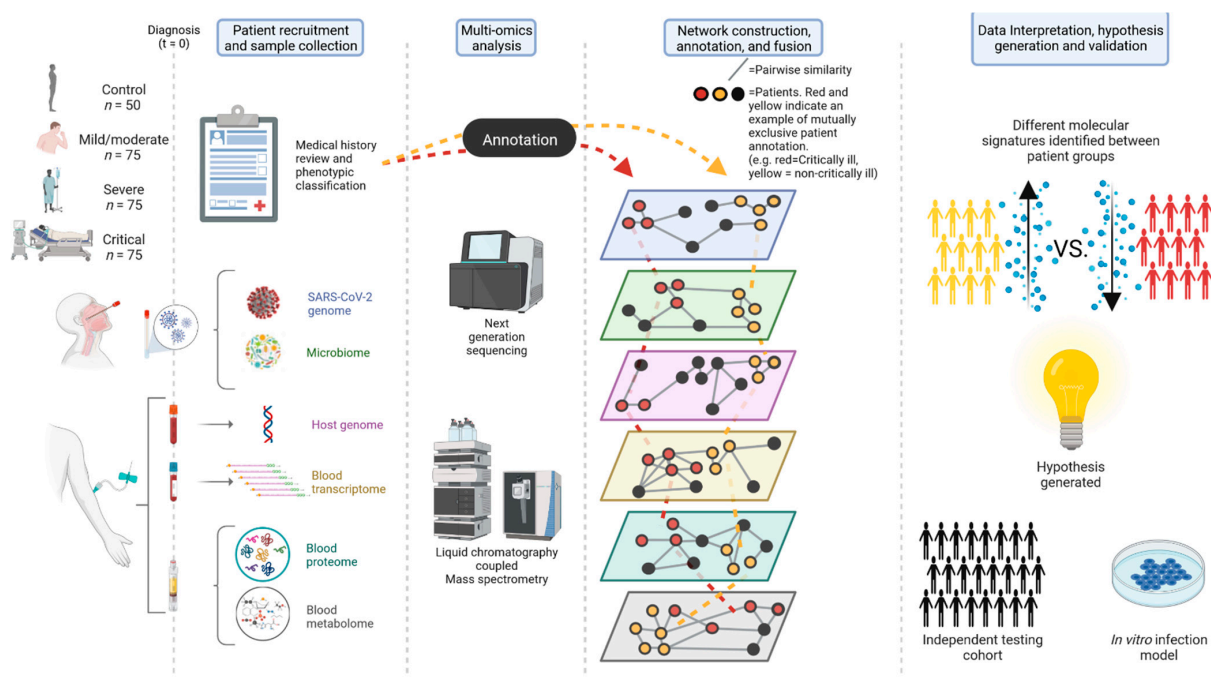 Diagnosis
(t = 0)
Patient recruitment
and sample collection
Multi-omics
analysis
Network construction,
annotation, and fusion
Data Interpretation, hypothesis
generation and validation
Control
n = 50
Mild/moderate
n = 75
Severe
n = 75
Critical
n = 75
Medical history
review and
phenotypic
classification
Annotation
=Pairwise similarity
=Patients. Red and
yellow indicate an
example of mutually
exclusive patient
annotation.
(e.g. red=Critically ill,
yellow = non-critically ill)
SARS-CoV-2
genome
Microbiome
Host genome
Blood
transcriptome
Blood
proteome
Blood
metabolome
Next
generation
sequencing
Liquid chromatography
coupled
Mass spectrometry
Different molecular
signatures identified between
patient groups
VS.
Hypothesis
generated
Independent testing
cohort
In vitro infection
model